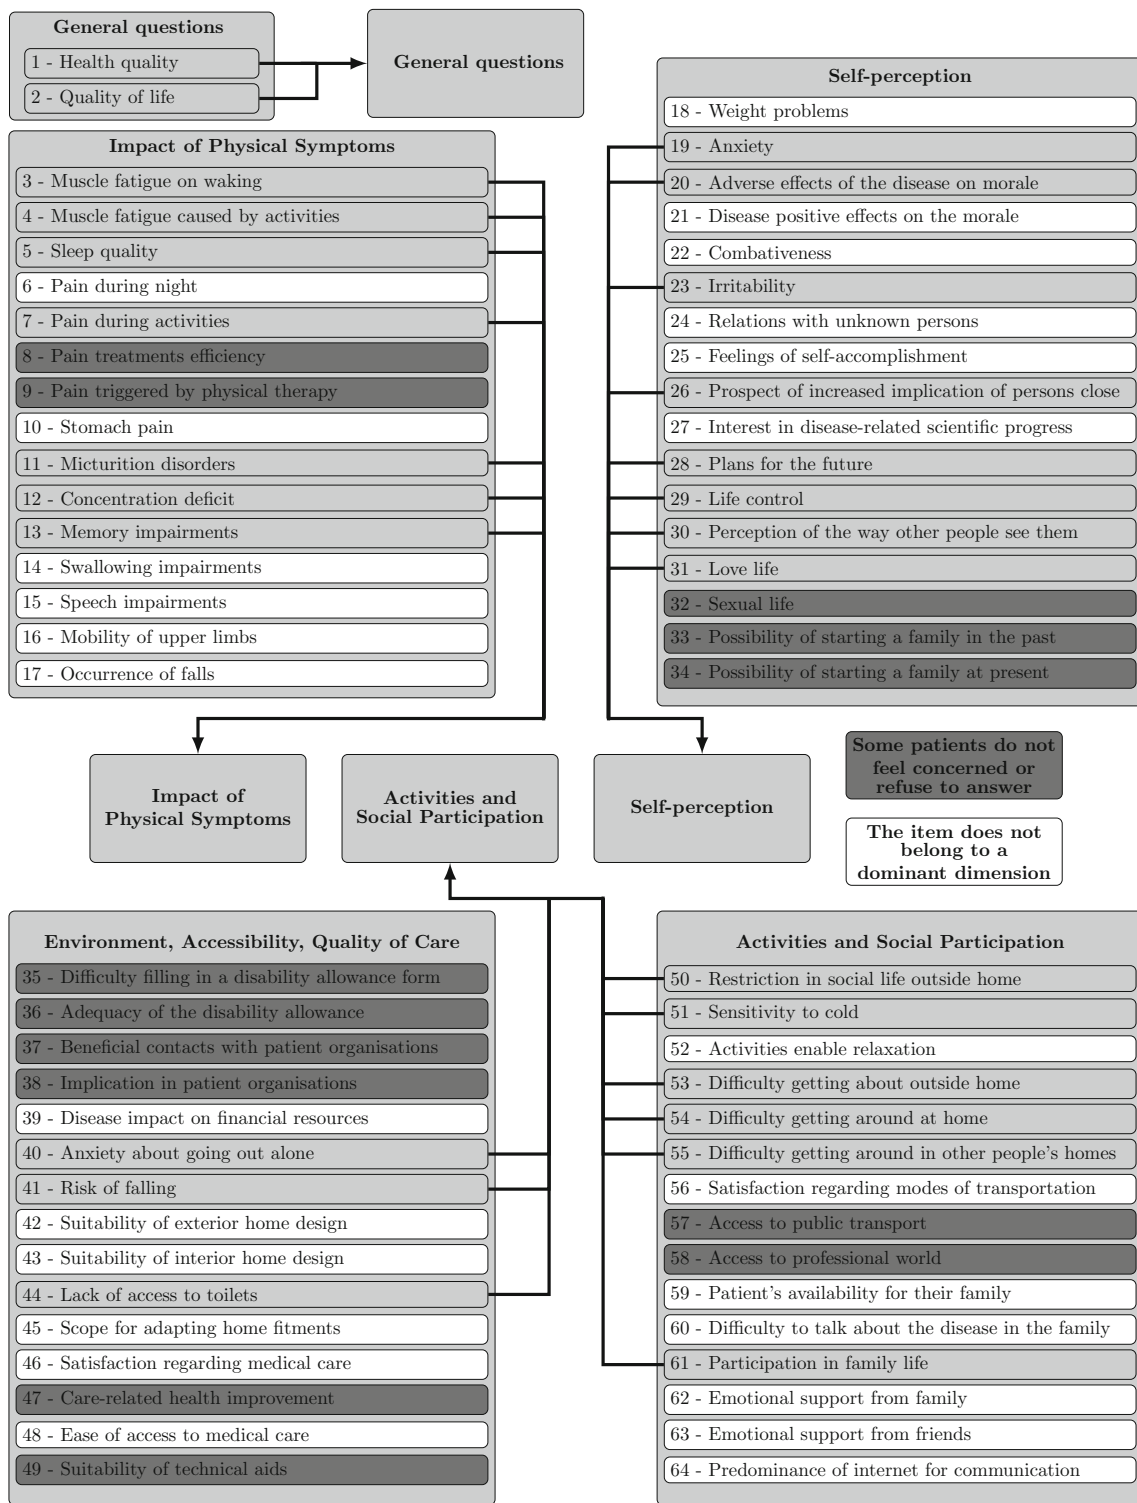 General questions
1 - Health quality
2 - Quality of life
General questions
Impact of Physical Symptoms
3 - Muscle fatigue on waking
4 - Muscle fatigue caused by activities
5 - Sleep quality
6 - Pain during night
7 - Pain during activities
8 - Pain treatments efficiency
9 - Pain triggered by physical therapy
10 - Stomach pain
11 - Micturition disorders
12 - Concentration deficit
13 - Memory impairments
14 - Swallowing impairments
15 - Speech impairments
16 - Mobility of upper limbs
17 - Occurrence of falls
Self-perception
18 - Weight problems
19 - Anxiety
20 - Adverse effects of the disease on morale
21 - Disease positive effects on the morale
22 - Combativeness
23 - Irritability
24 - Relations with unknown persons
25 - Feelings of self-accomplishment
26 - Prospect of increased implication of persons close
27 - Interest in disease-related scientific progress
28 - Plans for the future
29 - Life control
30 - Perception of the way other people see them
31 - Love life
32 - Sexual life
33 - Possibility of starting a family in the past
34 - Possibility of starting a family at present
Impact of
Physical Symptoms
Activities and
Social Participation
Self-perception
Some patients do not
feel concerned or
refuse to answer
The item does not
belong to a
dominant dimension
Environment, Accessibility, Quality of Care
35 - Difficulty filling in a disability allowance form
36 - Adequacy of the disability allowance
37 - Beneficial contacts with patient organisations
38 - Implication in patient organisations
39 - Disease impact on financial resources
40 - Anxiety about going out alone
41 - Risk of falling
42 - Suitability of exterior home design
43 - Suitability of interior home design
44 - Lack of access to toilets
45 - Scope for adapting home fitments
46 - Satisfaction regarding medical care
47 - Care-related health improvement
48 - Ease of access to medical care
49 - Suitability of technical aids
Activities and Social Participation
50 - Restriction in social life outside home
51 - Sensitivity to cold
52 - Activities enable relaxation
53 - Difficulty getting about outside home
54 - Difficulty getting around at home
55 - Difficulty getting around in other people's homes
56 - Satisfaction regarding modes of transportation
57 - Access to public transport
58 - Access to professional world
59 - Patient's availability for their family
60 - Difficulty to talk about the disease in the family
61 - Participation in family life
62 - Emotional support from family
63 - Emotional support from friends
64 - Predominance of internet for communication